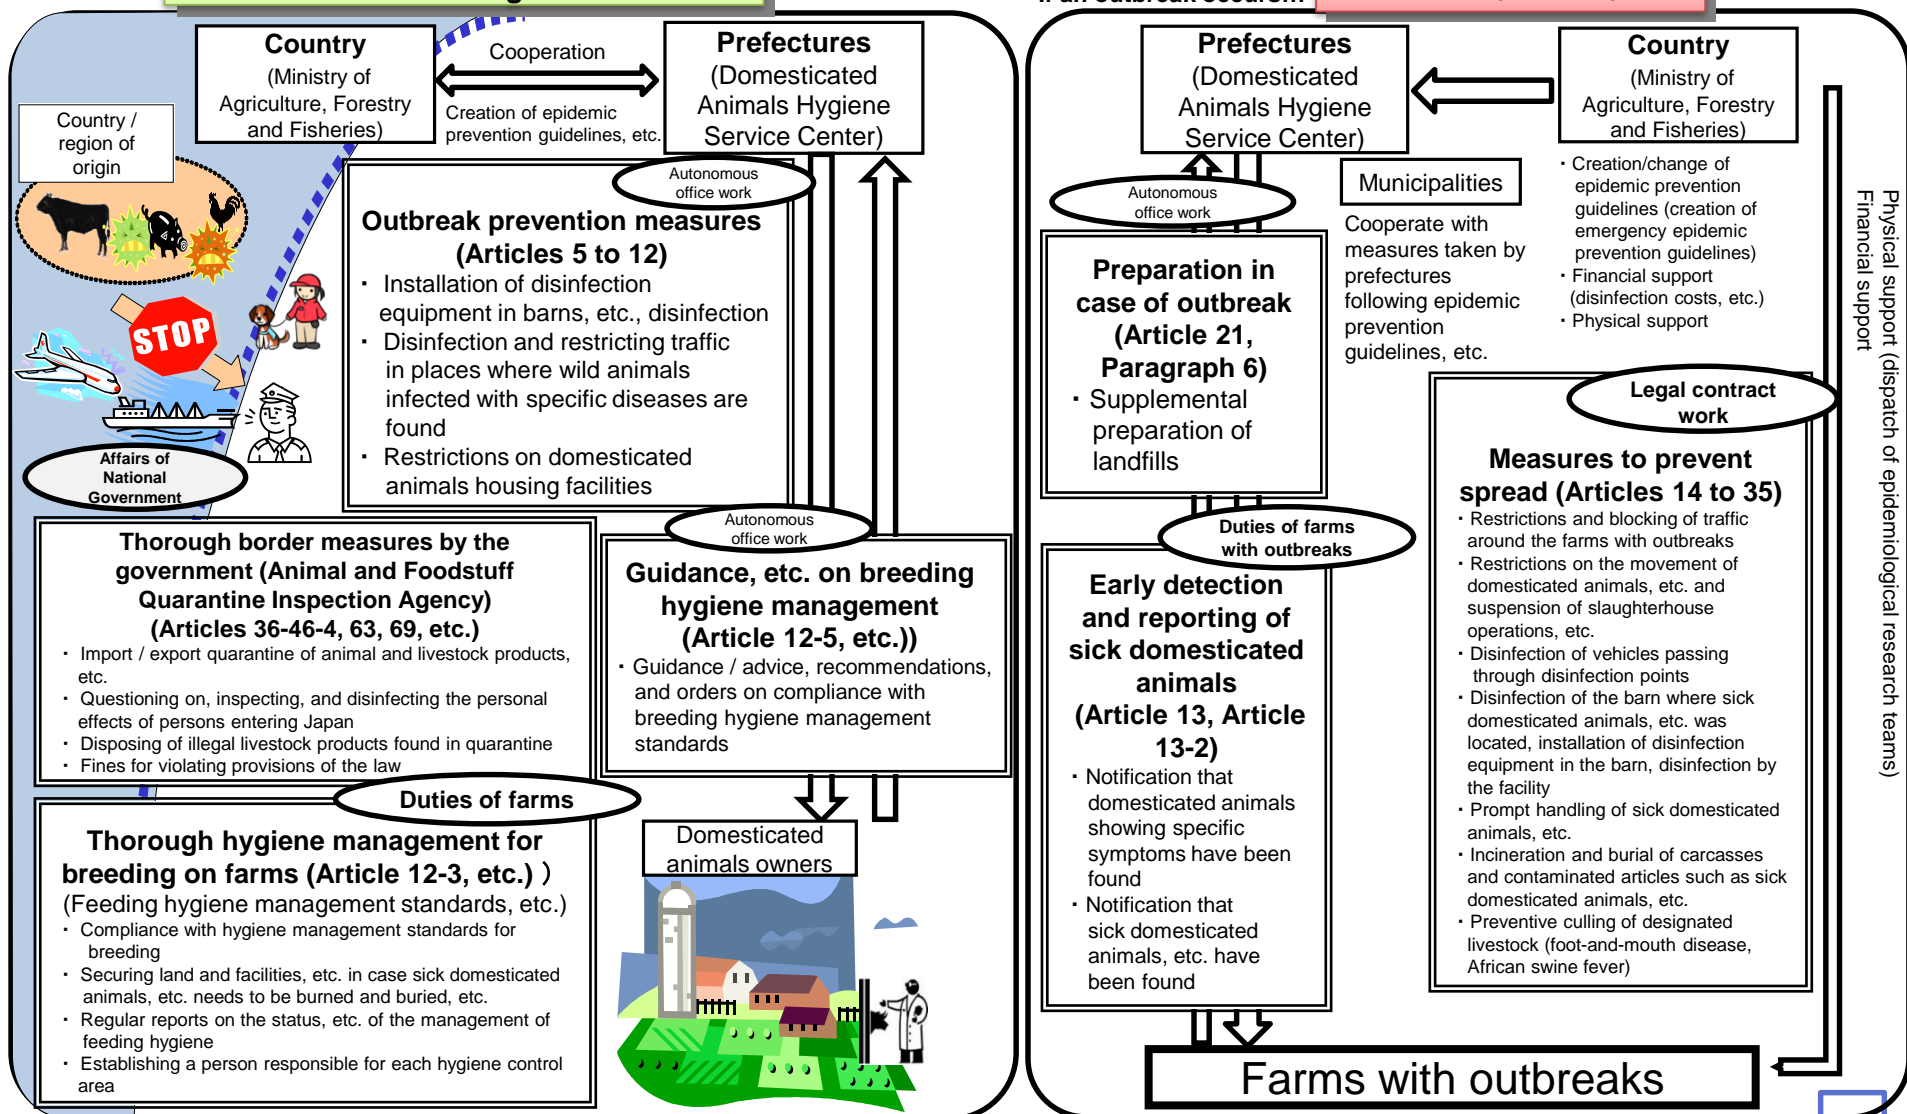 If an outbreak occurs...
Country
(Ministry of
Agriculture, Forestry
and Fisheries)
Cooperation
Creation of epidemic
prevention guidelines, etc.
Prefectures
(Domesticated
Animals Hygiene
Service Center)
Country /
region of
origin
STOP
Affairs of
National
Government
Autonomous
office work
Outbreak prevention measures
(Articles 5 to 12)
・ Installation of disinfection
equipment in barns, etc., disinfection
・ Disinfection and restricting traffic
in places where wild animals
infected with specific diseases are
found
・ Restrictions on domesticated
animals housing facilities
Thorough border measures by the
government (Animal and Foodstuff
Quarantine Inspection Agency)
(Articles 36-46-4, 63, 69, etc.)
・ Import / export quarantine of animal and livestock products,
etc.
・ Questioning on, inspecting, and disinfecting the personal
effects of persons entering Japan
・ Disposing of illegal livestock products found in quarantine
・ Fines for violating provisions of the law
Autonomous
office work
Guidance, etc. on breeding
hygiene management
(Article 12-5, etc.))
・ Guidance / advice, recommendations,
and orders on compliance with
breeding hygiene management
standards
Duties of farms
Thorough hygiene management for
breeding on farms (Article 12-3, etc.) ）
(Feeding hygiene management standards, etc.)
・ Compliance with hygiene management standards for
breeding
・ Securing land and facilities, etc. in case sick domesticated
animals, etc. needs to be burned and buried, etc.
・ Regular reports on the status, etc. of the management of
feeding hygiene
・ Establishing a person responsible for each hygiene control
area
Domesticated
animals owners
Prefectures
(Domesticated
Animals Hygiene
Service Center)
Country
(Ministry of
Agriculture, Forestry
and Fisheries)
Autonomous
office work
Municipalities
Cooperate with
measures taken by
prefectures
following epidemic
prevention
guidelines, etc.
・ Creation/change of
epidemic prevention
guidelines (creation of
emergency epidemic
prevention guidelines)
・ Financial support
(disinfection costs, etc.)
・ Physical support
Physical support (dispatch of epidemiological research teams)
Financial support
Preparation in
case of outbreak
(Article 21,
Paragraph 6)
・ Supplemental
preparation of
landfills
Duties of farms
with outbreaks
Early detection
and reporting of
sick domesticated
animals
(Article 13, Article
13-2)
・ Notification that
domesticated animals
showing specific
symptoms have been
found
・ Notification that
sick domesticated
animals, etc. have
been found
Legal contract
work
Measures to prevent
spread (Articles 14 to 35)
・ Restrictions and blocking of traffic
around the farms with outbreaks
・ Restrictions on the movement of
domesticated animals, etc. and
suspension of slaughterhouse
operations, etc.
・ Disinfection of vehicles passing
through disinfection points
・ Disinfection of the barn where sick
domesticated animals, etc. was
located, installation of disinfection
equipment in the barn, disinfection by
the facility
・ Prompt handling of sick domesticated
animals, etc.
・ Incineration and burial of carcasses
and contaminated articles such as sick
domesticated animals, etc.
・ Preventive culling of designated
livestock (foot-and-mouth disease,
African swine fever)
Farms with outbreaks